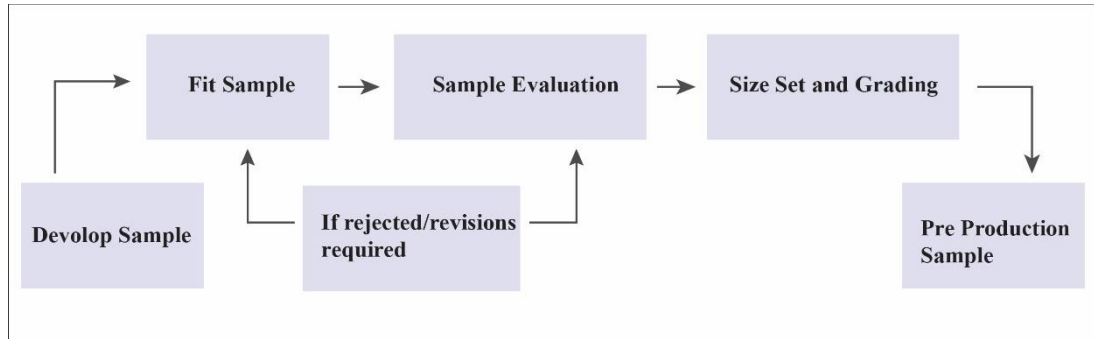 Fit Sample
Sample Evaluation
Size Set and Grading
Devolop Sample
If rejected/revisions
required
Pre Production
Sample